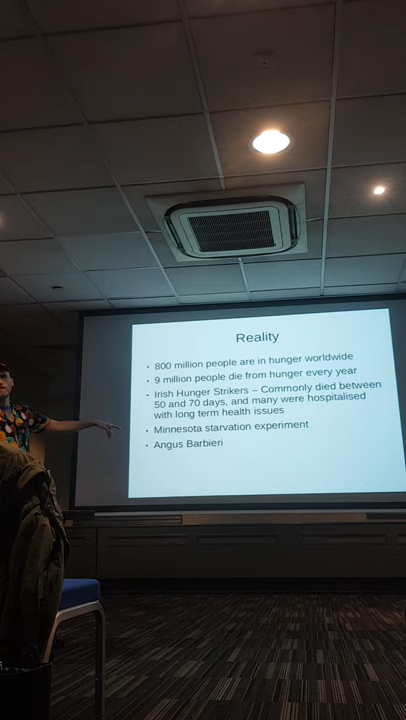 Reality
• 800 million people are in hunger worldwide
• 9 million people die from hunger every year
• Irish Hunger Strikers – Commonly died between
50 and 70 days, and many were hospitalised
with long term health issues
• Minnesota starvation experiment
• Angus Barbieri